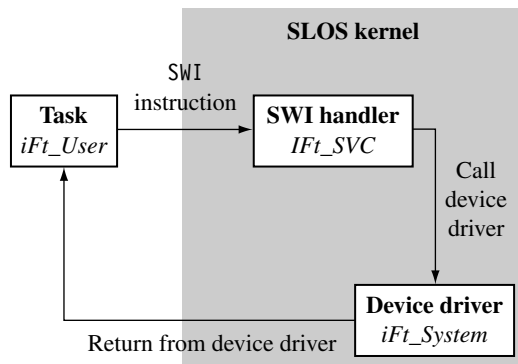 SLOS kernel
SWI
instruction
Task
iFt_User
SWI handler
IFt_SVC
Call
device
driver
Device driver
iFt_System
Return from device driver